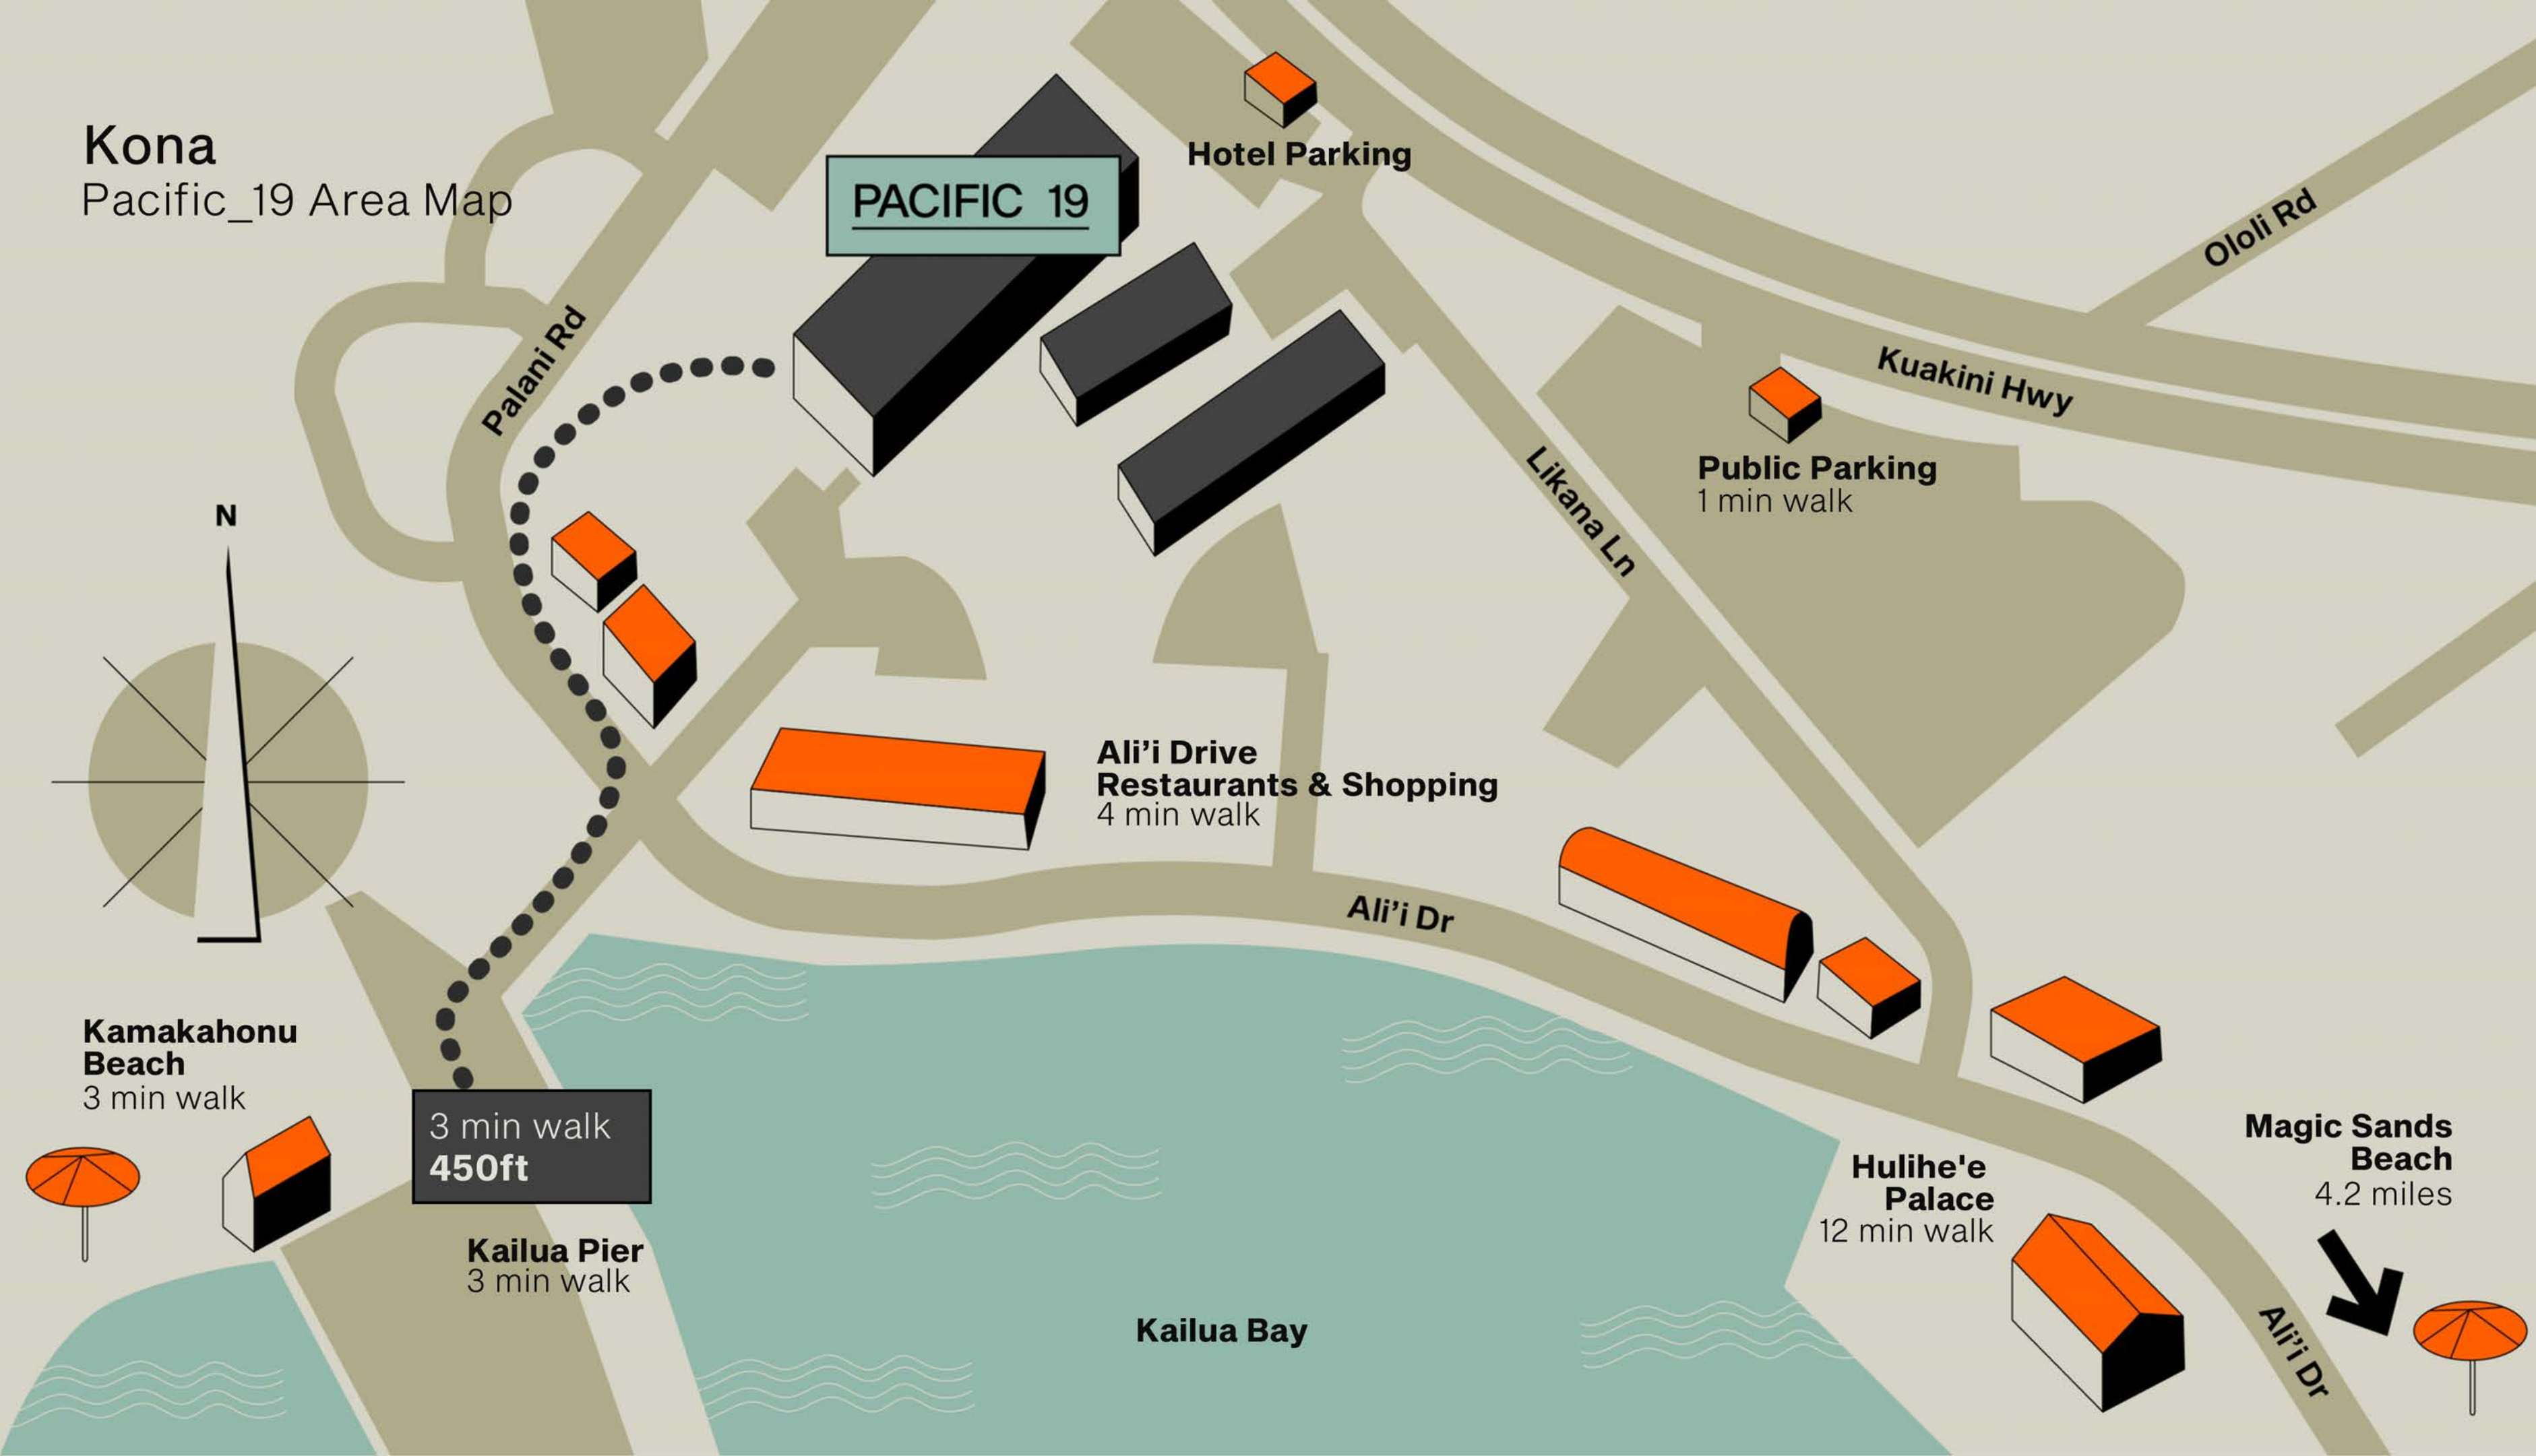 Kona
Pacific_19 Area Map
PACIFIC 19
Hotel Parking
Ololi Rd
Kuakini Hwy
Palani Rd
Public Parking
1 min walk
Likana Ln
N
Ali’i Drive
Restaurants & Shopping
4 min walk
Ali’i Dr
Kamakahonu
Beach
3 min walk
3 min walk
450ft
Kailua Pier
3 min walk
Kailua Bay
Hulihe'e
Palace
12 min walk
Magic Sands
Beach
4.2 miles
Ali’i Dr